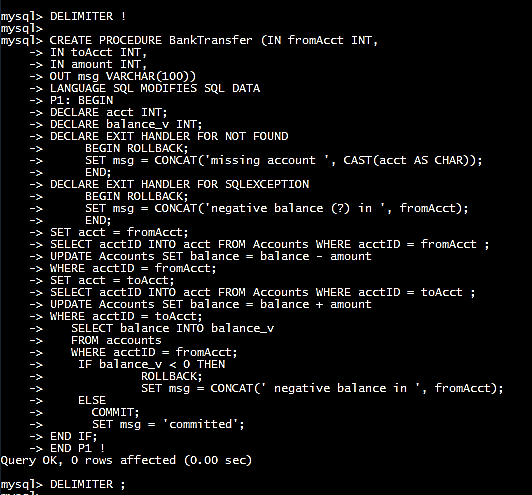 mysql> DELIMITER !
mysql>
mysql> CREATE PROCEDURE BankTransfer (IN fromAcct INT,
    -> IN toAcct INT,
    -> IN amount INT,
    -> OUT msg VARCHAR(100))
    -> LANGUAGE SQL MODIFIES SQL DATA
    -> P1: BEGIN
    -> DECLARE acct INT;
    -> DECLARE balance_v INT;
    -> DECLARE EXIT HANDLER FOR NOT FOUND
    ->      BEGIN ROLLBACK;
    ->      SET msg = CONCAT('missing account ', CAST(acct AS CHAR));
    ->      END;
    -> DECLARE EXIT HANDLER FOR SQLEXCEPTION
    ->      BEGIN ROLLBACK;
    ->      SET msg = CONCAT('negative balance (?) in ', fromAcct);
    ->      END;
    -> SET acct = fromAcct;
    -> SELECT acctID INTO acct FROM Accounts WHERE acctID = fromAcct ;
    -> UPDATE Accounts SET balance = balance - amount
    -> WHERE acctID = fromAcct;
    -> SET acct = toAcct;
    -> SELECT acctID INTO acct FROM Accounts WHERE acctID = toAcct ;
    -> UPDATE Accounts SET balance = balance + amount
    -> WHERE acctID = toAcct;
    ->    SELECT balance INTO balance_v
    ->    FROM accounts
    ->    WHERE acctID = fromAcct;
    ->     IF balance_v < 0 THEN
    ->              ROLLBACK;
    ->              SET msg = CONCAT(' negative balance in ', fromAcct);
    ->     ELSE
    ->       COMMIT;
    ->       SET msg = 'committed';
    -> END IF;
    -> END P1 !
Query OK, 0 rows affected (0.00 sec)
mysql> DELIMITER ;
mysql>